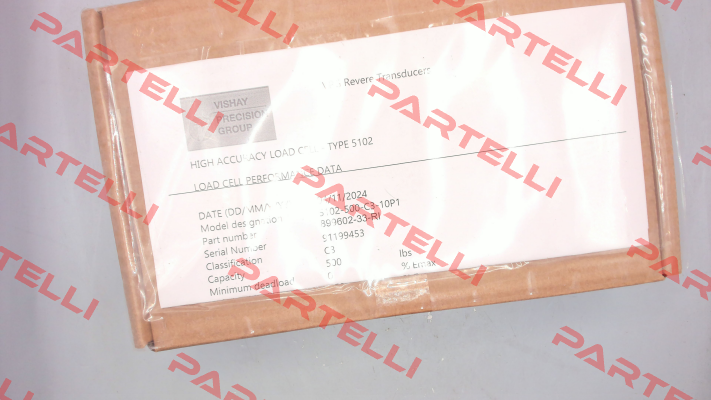 VISHAY
PRECISION
GROUP
Revere Transducers
HIGH ACCURACY LOAD CELL TYPE 5102
LOAD CELL PERFORMANCE DATA
DATE (DD/MM/ /11/2024
Model designation 5102-500-C3-10P1
Part number 899602-33-RI
Serial Number 51199453
Classification C3
Capacity 500 lbs
Minimum deadload % Emax
PARTELLI
PARTELLI
PARTELLI
PARTELLI
PARTELLI
PARTELLI
PARTELLI
PARTELLI
PARTELLI